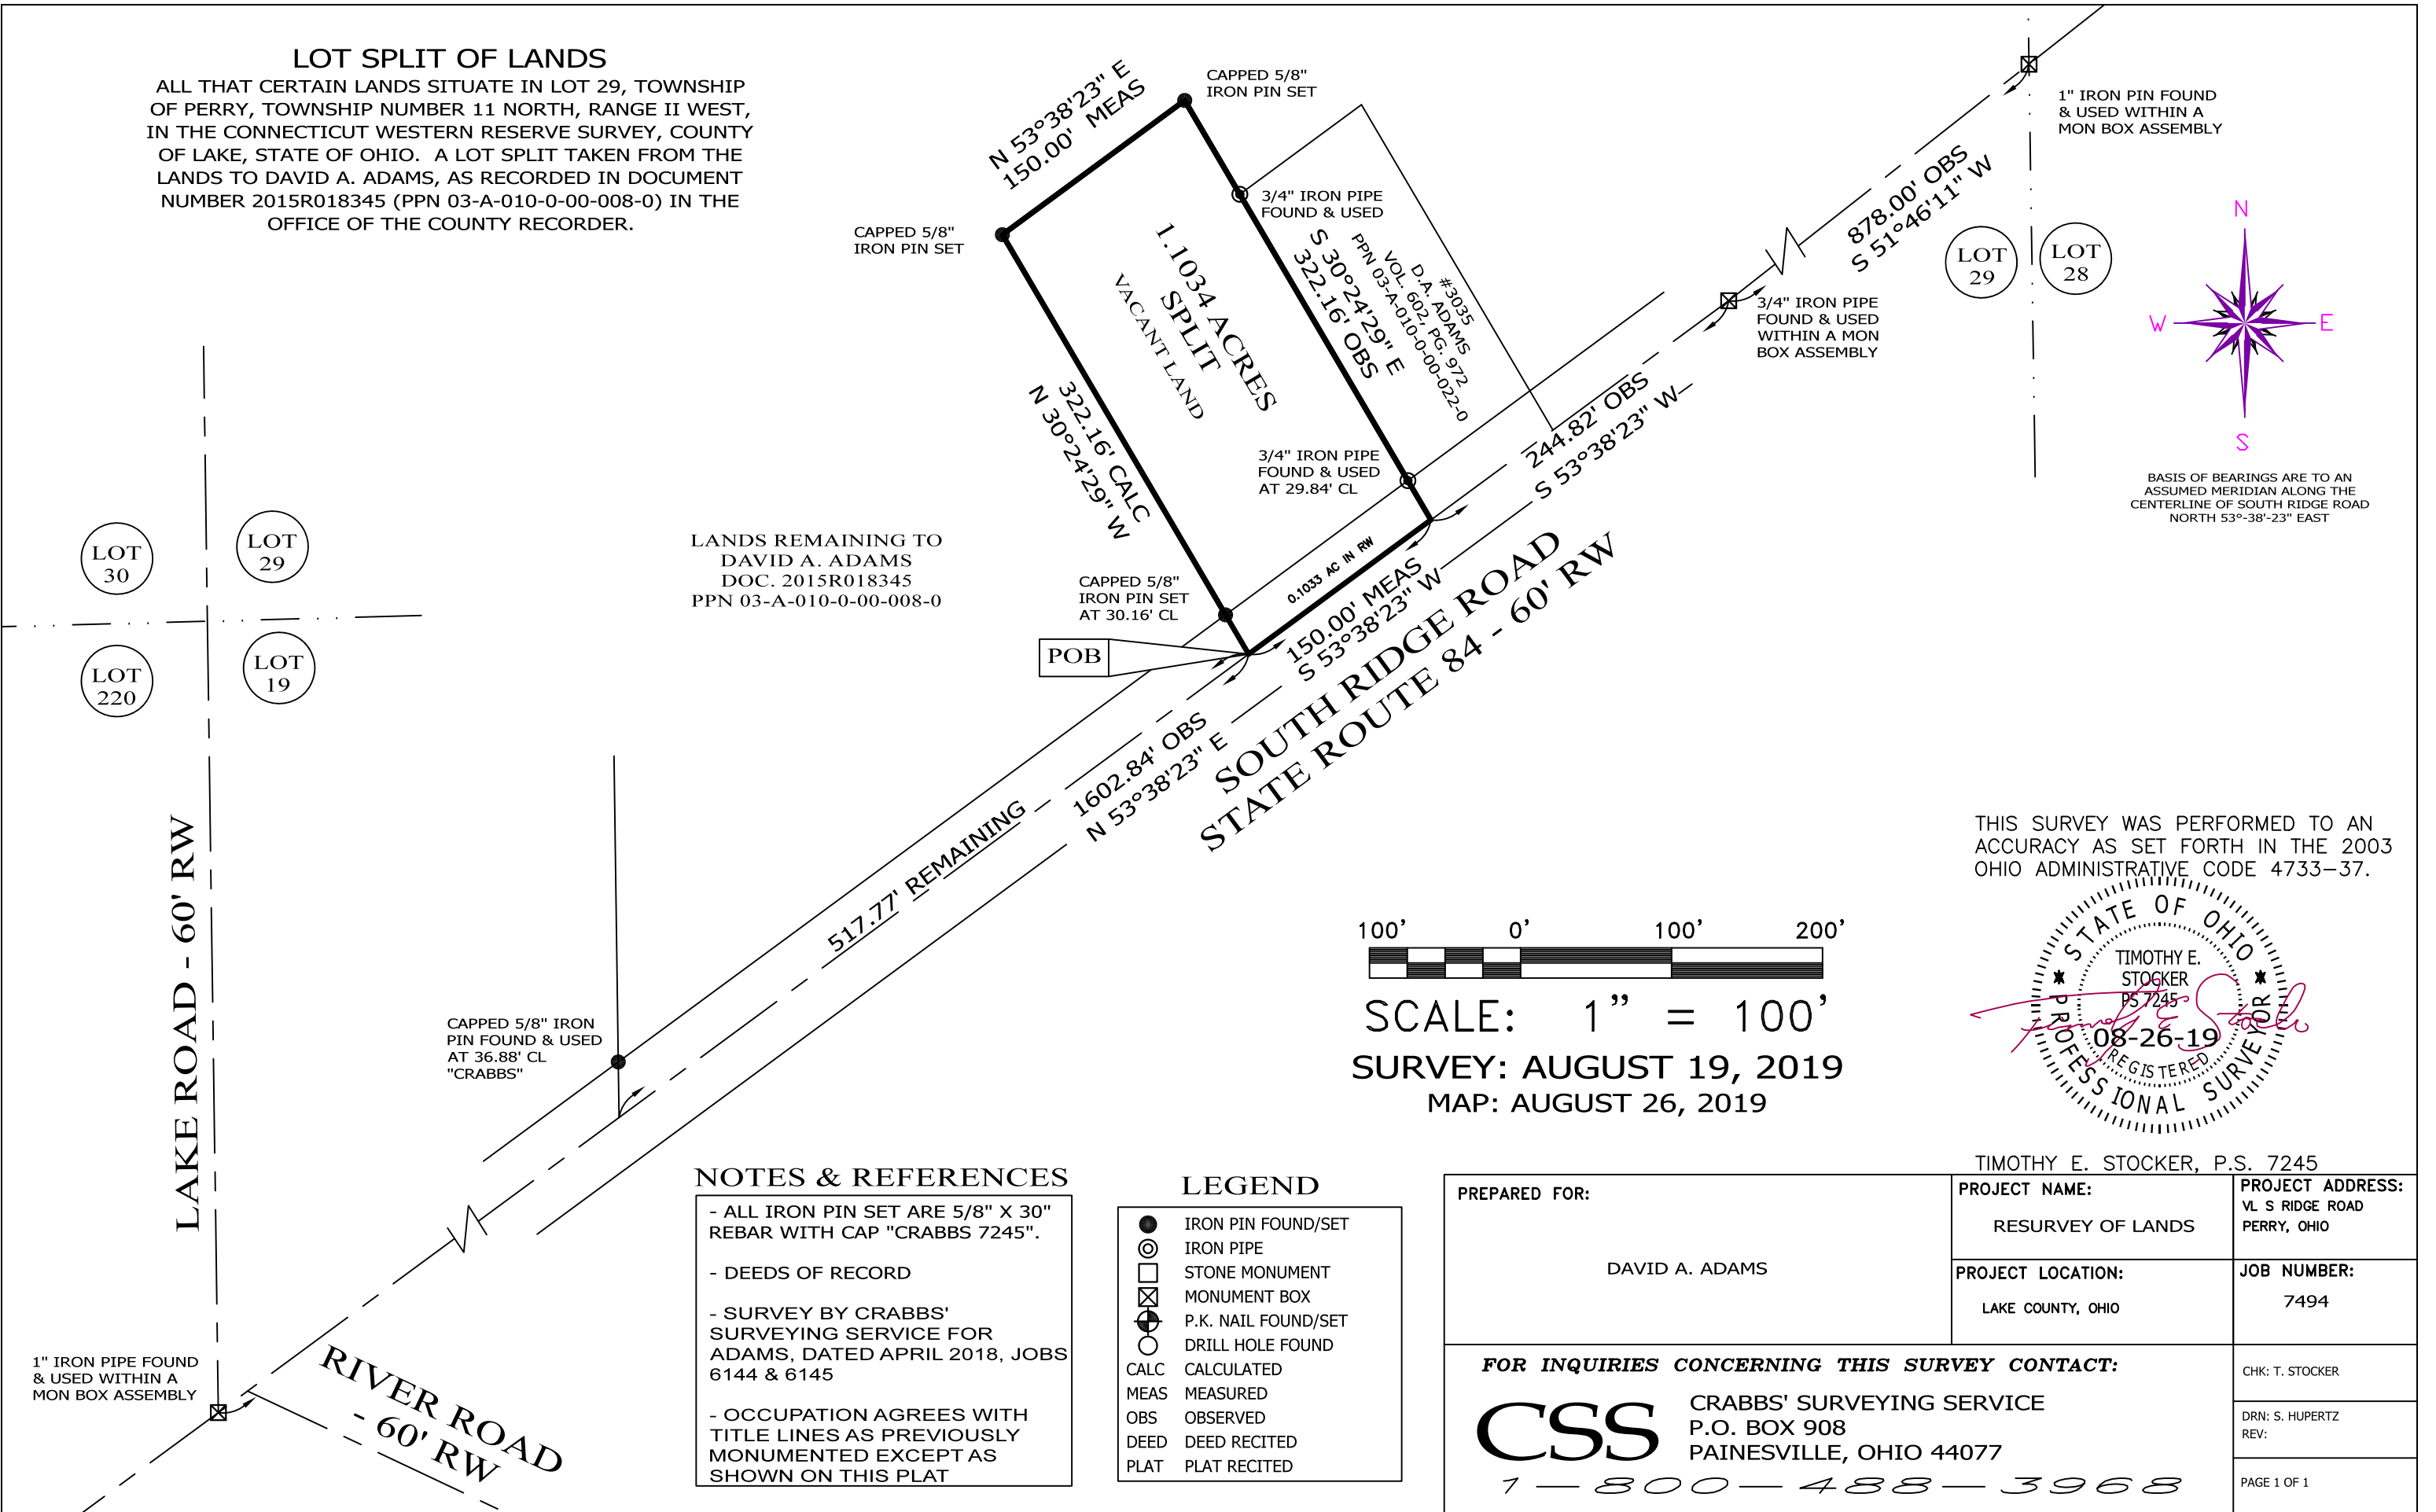 LOT SPLIT OF LANDS
ALL THAT CERTAIN LANDS SITUATE IN LOT 29, TOWNSHIP
OF PERRY, TOWNSHIP NUMBER 11 NORTH, RANGE II WEST,
IN THE CONNECTICUT WESTERN RESERVE SURVEY, COUNTY
OF LAKE, STATE OF OHIO.  A LOT SPLIT TAKEN FROM THE
LANDS TO DAVID A. ADAMS, AS RECORDED IN DOCUMENT
NUMBER 2015R018345 (PPN 03-A-010-0-00-008-0) IN THE
OFFICE OF THE COUNTY RECORDER.
N 53°38'23" E
150.00' MEAS
CAPPED 5/8"
IRON PIN SET
CAPPED 5/8"
IRON PIN SET
3/4" IRON PIPE
FOUND & USED
1.1034 ACRES
SPLIT
VACANT LAND
S 30°24'29" E
322.16' OBS
#3035
D.A. ADAMS
VOL. 602, PG. 972
PPN 03-A-010-0-00-022-0
322.16' CALC
N 30°24'29" W
3/4" IRON PIPE
FOUND & USED
AT 29.84' CL
1" IRON PIN FOUND
& USED WITHIN A
MON BOX ASSEMBLY
878.00' OBS
S 51°46'11" W
LOT
29
LOT
28
3/4" IRON PIPE
FOUND & USED
WITHIN A MON
BOX ASSEMBLY
244.82' OBS
S 53°38'23" W
N
W
E
S
BASIS OF BEARINGS ARE TO AN
ASSUMED MERIDIAN ALONG THE
CENTERLINE OF SOUTH RIDGE ROAD
NORTH 53°-38'-23" EAST
LOT
30
LOT
29
LOT
220
LOT
19
LANDS REMAINING TO
DAVID A. ADAMS
DOC. 2015R018345
PPN 03-A-010-0-00-008-0
CAPPED 5/8"
IRON PIN SET
AT 30.16' CL
POB
0.1033 AC IN RW
150.00' MEAS
S 53°38'23" W
SOUTH RIDGE ROAD
STATE ROUTE 84 - 60' RW
1602.84' OBS
N 53°38'23" E
517.77' REMAINING
LAKE ROAD - 60' RW
CAPPED 5/8" IRON
PIN FOUND & USED
AT 36.88' CL
"CRABBS"
1" IRON PIPE FOUND
& USED WITHIN A
MON BOX ASSEMBLY
RIVER ROAD
- 60' RW
100' 0' 100' 200'
SCALE: 1" = 100'
SURVEY: AUGUST 19, 2019
MAP: AUGUST 26, 2019
THIS SURVEY WAS PERFORMED TO AN
ACCURACY AS SET FORTH IN THE 2003
OHIO ADMINISTRATIVE CODE 4733-37.
STATE OF OHIO
TIMOTHY E.
STOCKER
PS 7245
08-26-19
REGISTERED
PROFESSIONAL SURVEYOR
Timothy E Stocker
TIMOTHY E. STOCKER, P.S. 7245
NOTES & REFERENCES
- ALL IRON PIN SET ARE 5/8" X 30"
REBAR WITH CAP "CRABBS 7245".
- DEEDS OF RECORD
- SURVEY BY CRABBS'
SURVEYING SERVICE FOR
ADAMS, DATED APRIL 2018, JOBS
6144 & 6145
- OCCUPATION AGREES WITH
TITLE LINES AS PREVIOUSLY
MONUMENTED EXCEPT AS
SHOWN ON THIS PLAT
LEGEND
IRON PIN FOUND/SET
IRON PIPE
STONE MONUMENT
MONUMENT BOX
P.K. NAIL FOUND/SET
DRILL HOLE FOUND
CALC CALCULATED
MEAS MEASURED
OBS OBSERVED
DEED DEED RECITED
PLAT PLAT RECITED
PREPARED FOR:
DAVID A. ADAMS
PROJECT NAME:
RESURVEY OF LANDS
PROJECT ADDRESS:
VL S RIDGE ROAD
PERRY, OHIO
PROJECT LOCATION:
LAKE COUNTY, OHIO
JOB NUMBER:
7494
FOR INQUIRIES CONCERNING THIS SURVEY CONTACT:
CSS
CRABBS' SURVEYING SERVICE
P.O. BOX 908
PAINESVILLE, OHIO 44077
1-800-488-3968
CHK: T. STOCKER
DRN: S. HUPERTZ
REV:
PAGE 1 OF 1